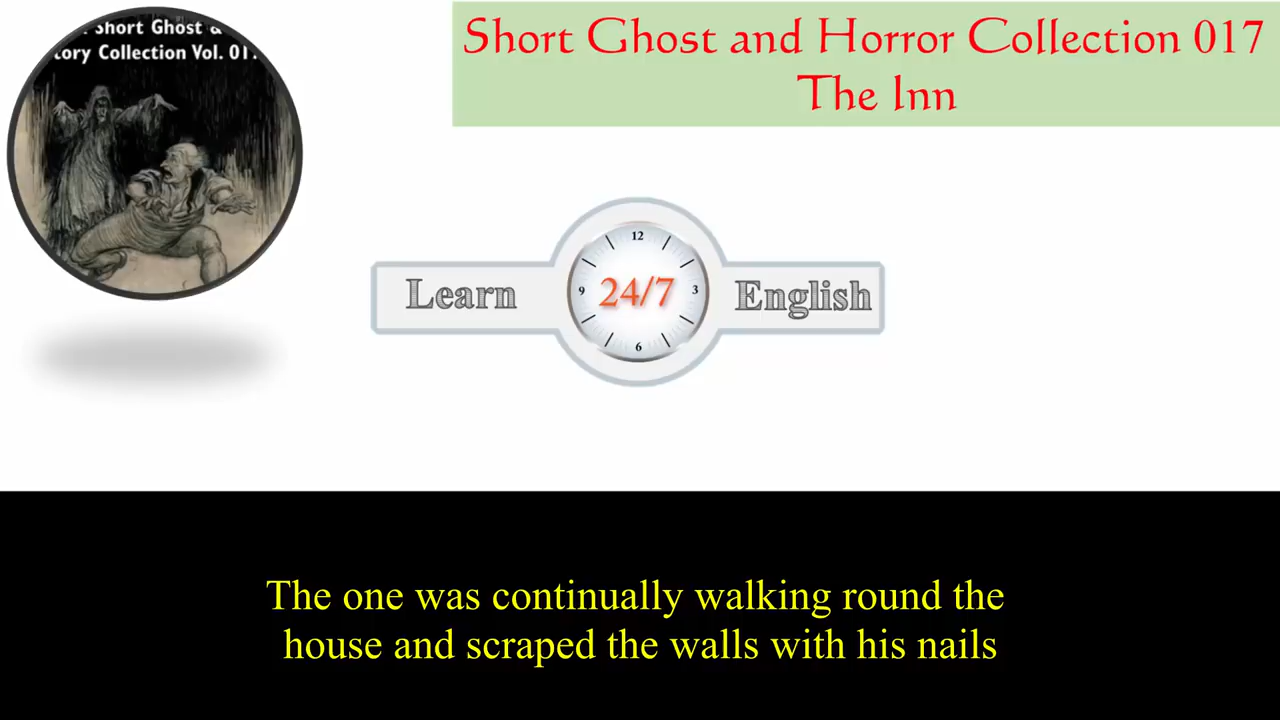 Short Ghost &
tory Collection Vol. 01
Short Ghost and Horror Collection 017
The Inn
Learn
24/7
English
12
9
3
6
The one was continually walking round the
house and scraped the walls with his nails